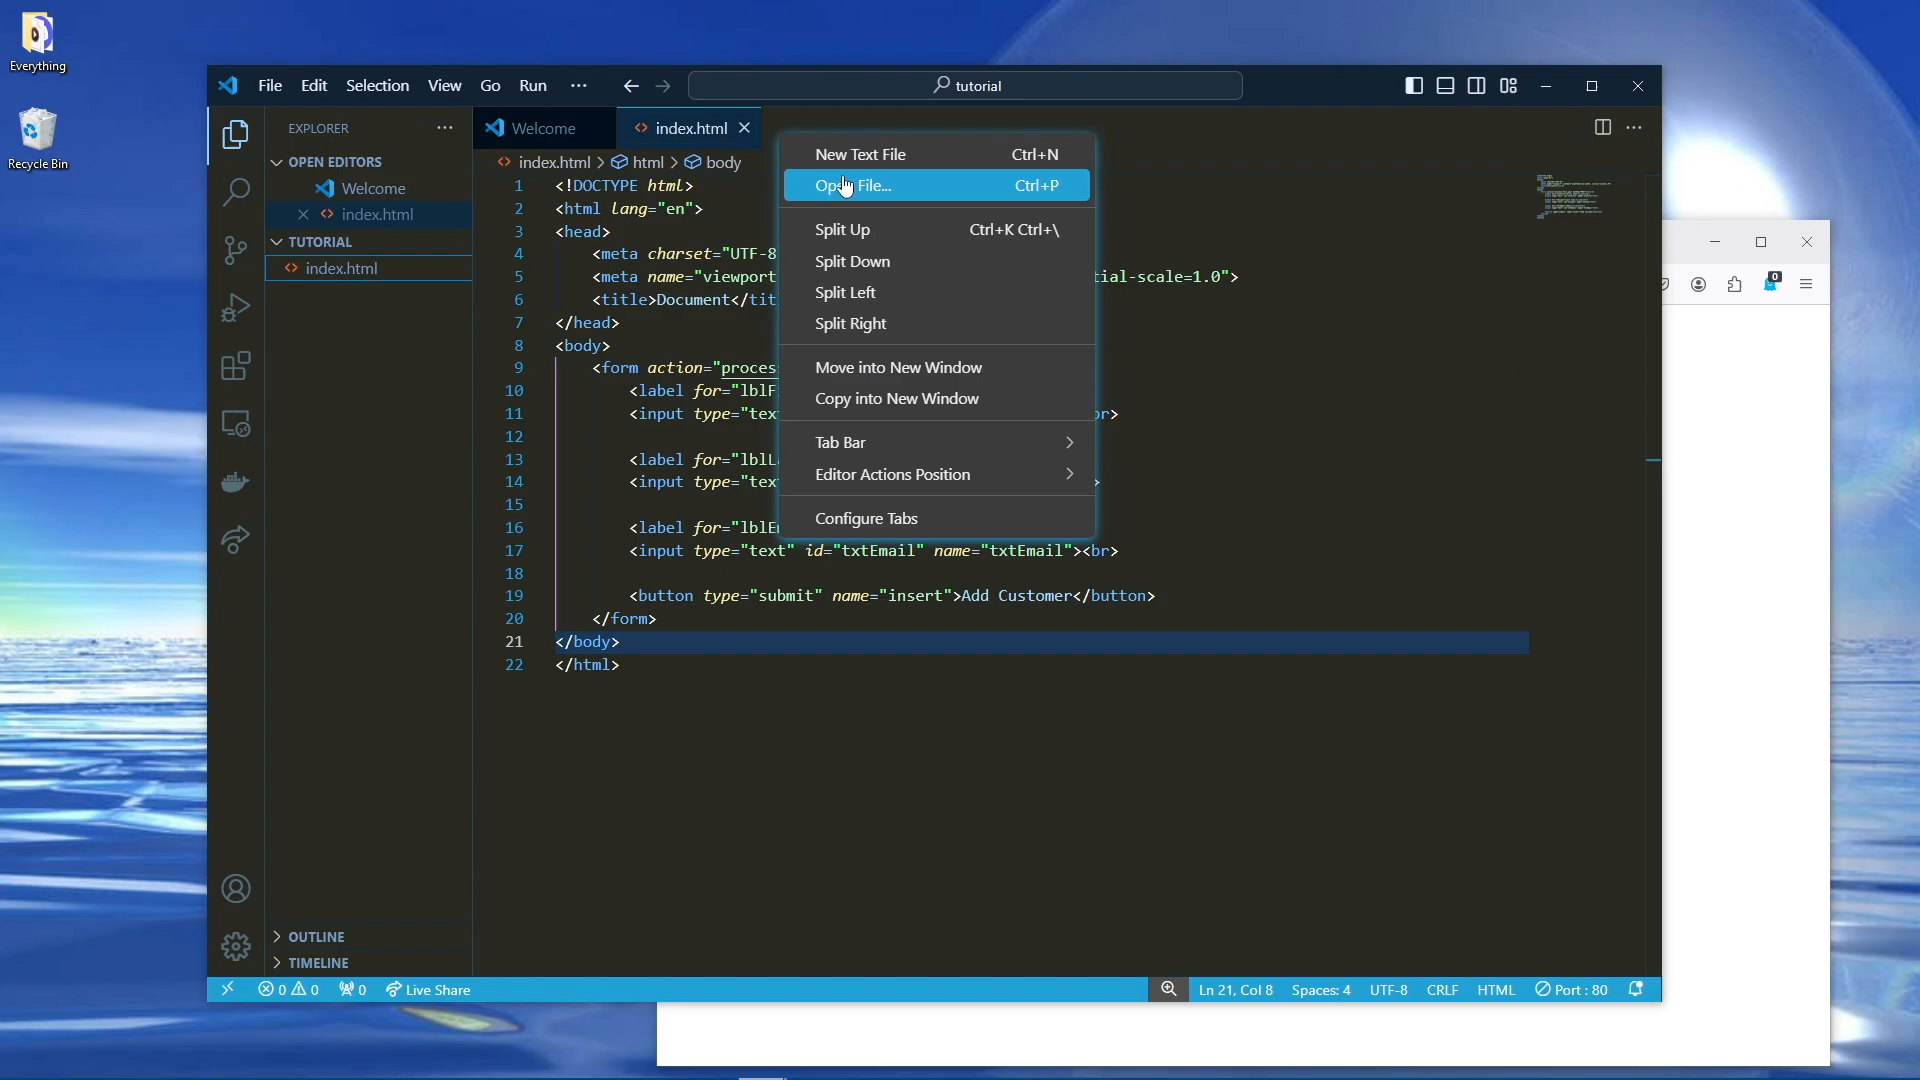 Everything
Recycle Bin
File Edit Selection View Go Run ··· tutorial
EXPLORER
OPEN EDITORS
Welcome
index.html
TUTORIAL
index.html
OUTLINE
TIMELINE
Welcome index.html
index.html > html > body
1 <!DOCTYPE html>
2 <html lang="en">
3 <head>
4 <meta charset="UTF-8
5 <meta name="viewport tial-scale=1.0">
6 <title>Document</tit
7 </head>
8 <body>
9 <form action="proces
10 <label for="lblF
11 <input type="tex br>
12
13 <label for="lblL
14 <input type="tex >
15
16 <label for="lblE
17 <input type="text" id="txtEmail" name="txtEmail"><br>
18
19 <button type="submit" name="insert">Add Customer</button>
20 </form>
21 </body>
22 </html>
New Text File Ctrl+N
File... Ctrl+P
Split Up Ctrl+K Ctrl+\
Split Down
Split Left
Split Right
Move into New Window
Copy into New Window
Tab Bar
Editor Actions Position
Configure Tabs
0 0 0 Live Share Ln 21, Col 8 Spaces: 4 UTF-8 CRLF HTML Port : 80
0